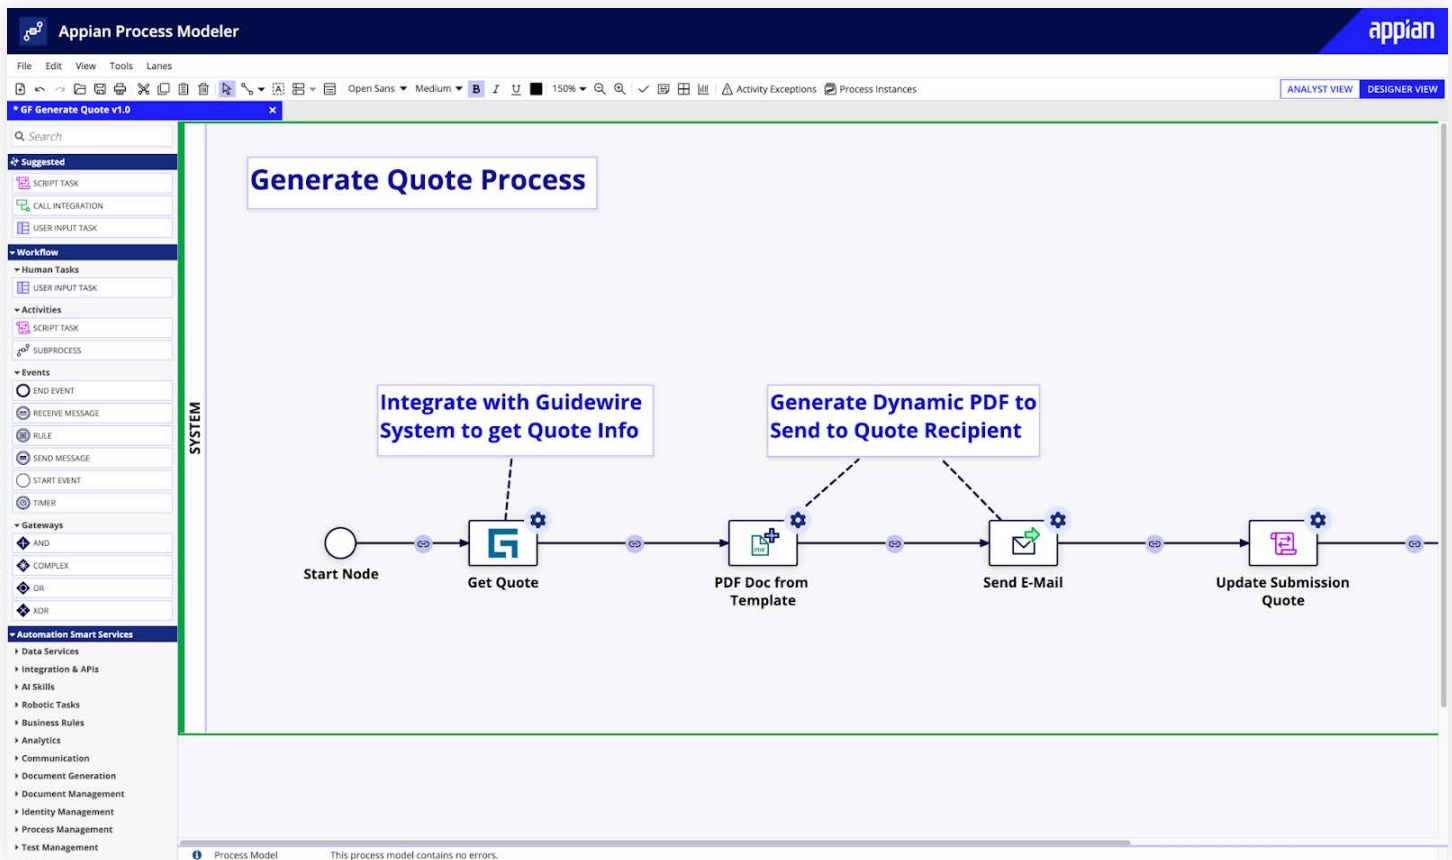 Appian Process Modeler
appian
File Edit View Tools Lanes
Open Sans Medium B I U 150% Activity Exceptions Process Instances ANALYST VIEW DESIGNER VIEW
* GF Generate Quote v1.0
Search
Suggested
SCRIPT TASK
CALL INTEGRATION
USER INPUT TASK
Workflow
Human Tasks
USER INPUT TASK
Activities
SCRIPT TASK
SUBPROCESS
Events
END EVENT
RECEIVE MESSAGE
RULE
SEND MESSAGE
START EVENT
TIMER
Gateways
AND
COMPLEX
OR
XOR
Automation Smart Services
Data Services
Integration & APIs
AI Skills
Robotic Tasks
Business Rules
Analytics
Communication
Document Generation
Document Management
Identity Management
Process Management
Test Management
SYSTEM
Generate Quote Process
Integrate with Guidewire
System to get Quote Info
Generate Dynamic PDF to
Send to Quote Recipient
Start Node
Get Quote
PDF
PDF Doc from
Template
Send E-Mail
Update Submission
Quote
Process Model This process model contains no errors.